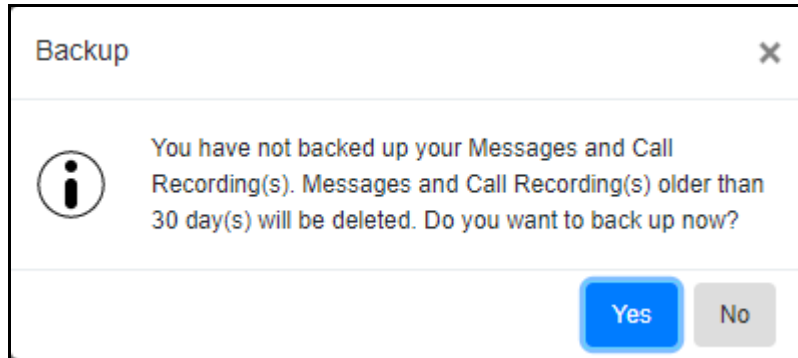 Backup
You have not backed up your Messages and Call
Recording(s). Messages and Call Recording(s) older than
30 day(s) will be deleted. Do you want to back up now?
Yes No